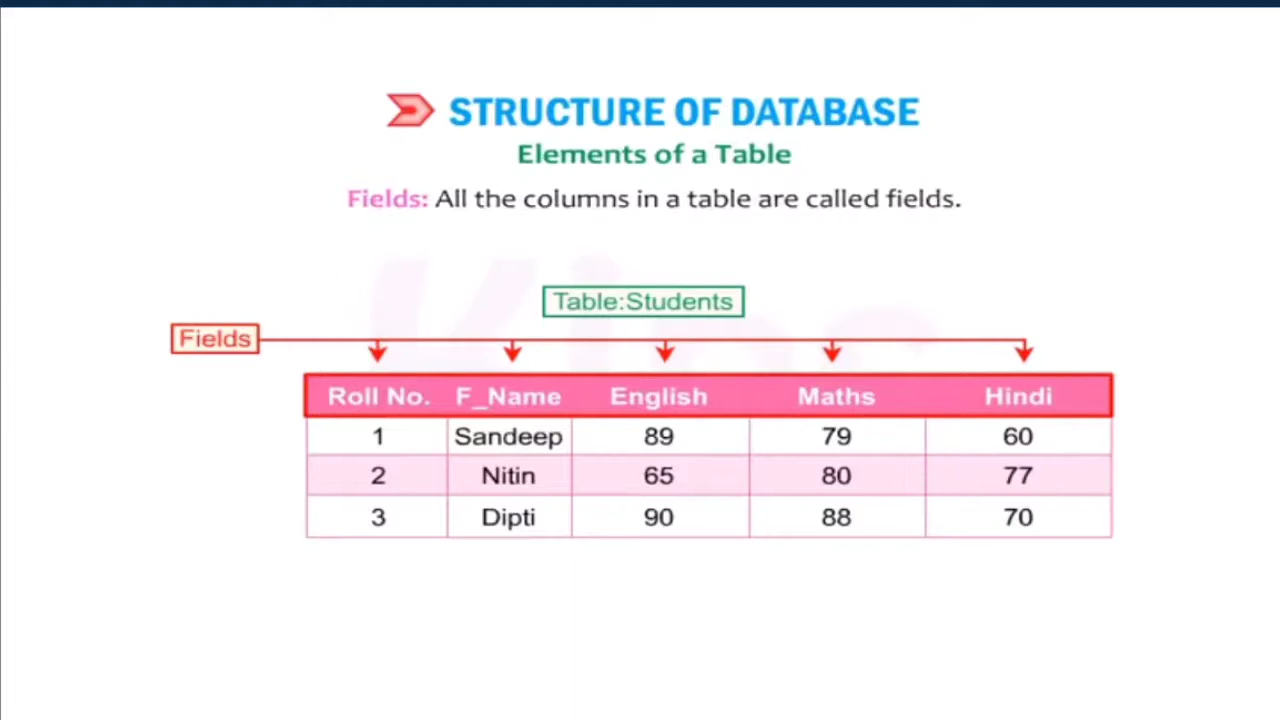 STRUCTURE OF DATABASE
Elements of a Table
Fields: All the columns in a table are called fields.
Table:Students
Fields
Roll No. F_Name English Maths Hindi
1 Sandeep 89 79 60
2 Nitin 65 80 77
3 Dipti 90 88 70